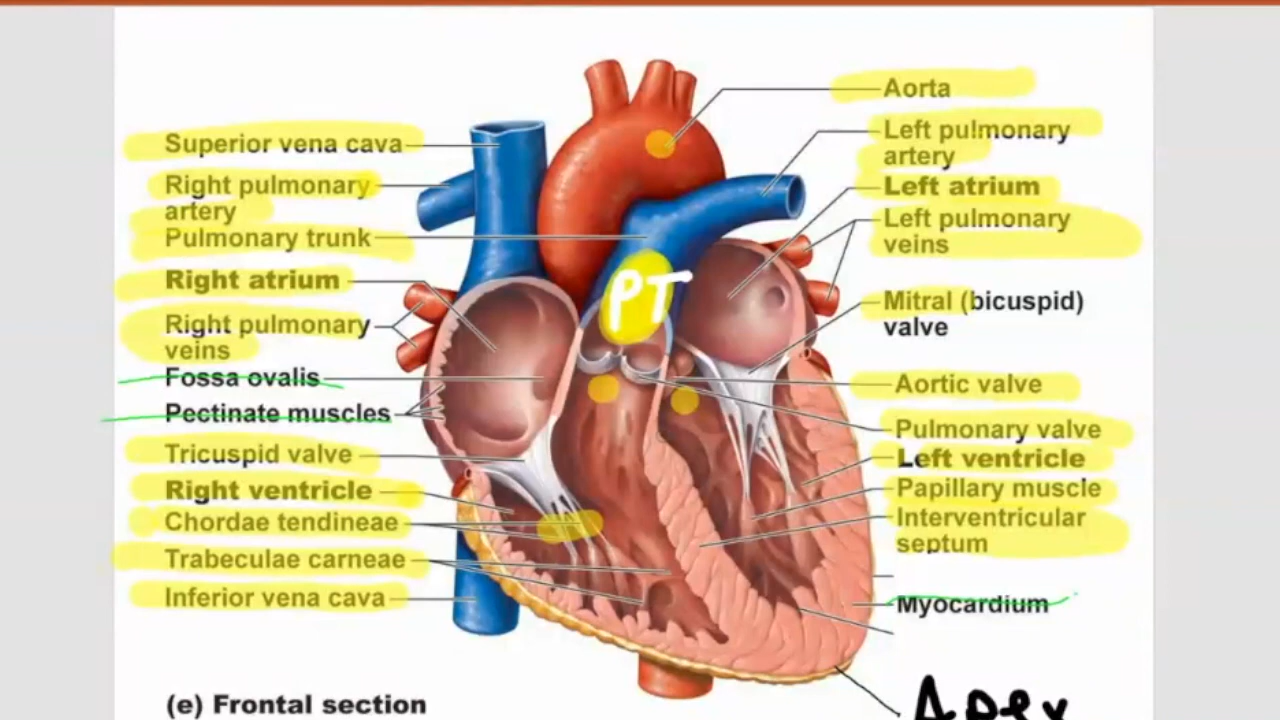 Superior vena cava
Right pulmonary
artery
Pulmonary trunk
Right atrium
Right pulmonary
veins
Fossa ovalis
Pectinate muscles
Tricuspid valve
Right ventricle
Chordae tendineae
Trabeculae carneae
Inferior vena cava
PT
Aorta
Left pulmonary
artery
Left atrium
Left pulmonary
veins
Mitral (bicuspid)
valve
Aortic valve
Pulmonary valve
Left ventricle
Papillary muscle
Interventricular
septum
Myocardium
Apex
(e) Frontal section